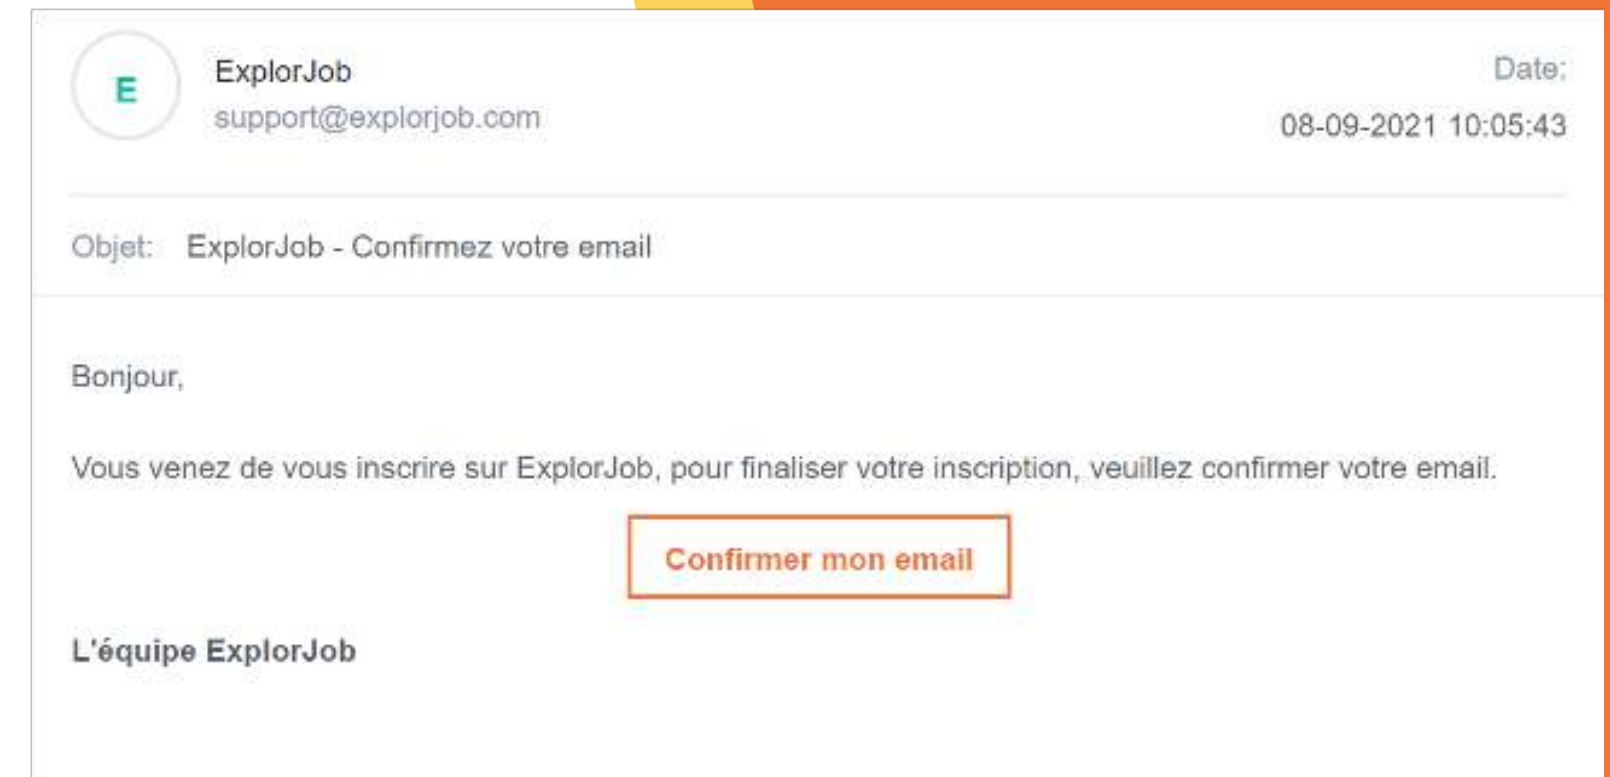 E
ExplorJob
support@explorjob.com
Date:
08-09-2021 10:05:43
Objet: ExplorJob - Confirmez votre email
Bonjour,
Vous venez de vous inscrire sur ExplorJob, pour finaliser votre inscription, veuillez confirmer votre email.
Confirmer mon email
L'équipe ExplorJob